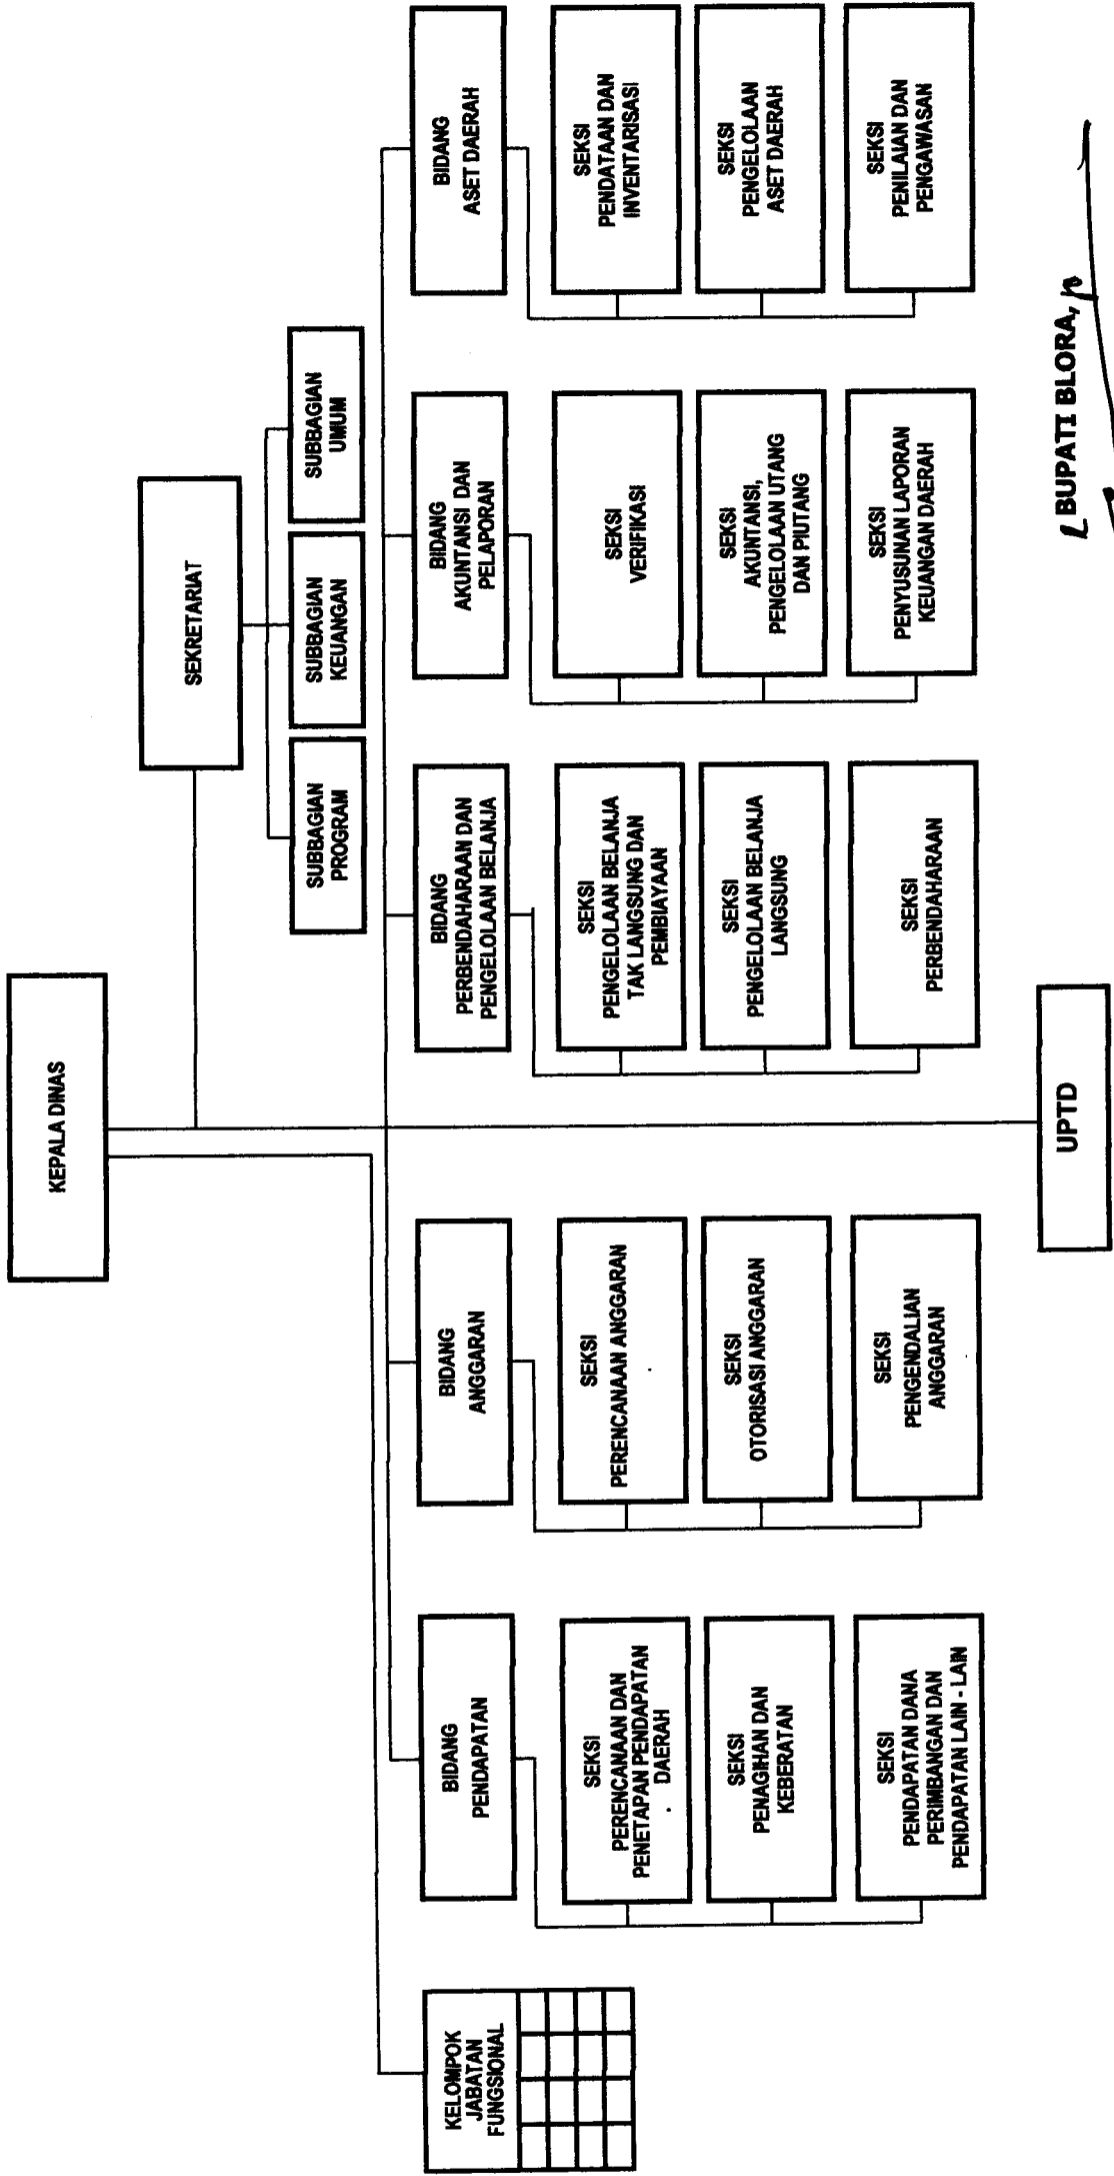 KEPALA DINAS
SEKRETARIAT
SUBBAGIAN
PROGRAM
SUBBAGIAN
KEUANGAN
SUBBAGIAN
UMUM
KELOMPOK
JABATAN
FUNGSIONAL
BIDANG
PENDAPATAN
SEKSI
PERENCANAAN DAN
PENETAPAN PENDAPATAN
DAERAH
SEKSI
PENAGIHAN DAN
KEBERATAN
SEKSI
PENDAPATAN DANA
PERIMBANGAN DAN
PENDAPATAN LAIN - LAIN
BIDANG
ANGGARAN
SEKSI
PERENCANAAN ANGGARAN
SEKSI
OTORISASI ANGGARAN
SEKSI
PENGENDALIAN
ANGGARAN
BIDANG
PERBENDAHARAAN DAN
PENGELOLAAN BELANJA
SEKSI
PENGELOLAAN BELANJA
TAK LANGSUNG DAN
PEMBIAYAAN
SEKSI
PENGELOLAAN BELANJA
LANGSUNG
SEKSI
PERBENDAHARAAN
BIDANG
AKUNTANSI DAN
PELAPORAN
SEKSI
VERIFIKASI
SEKSI
AKUNTANSI,
PENGELOLAAN UTANG
DAN PIUTANG
SEKSI
PENYUSUNAN LAPORAN
KEUANGAN DAERAH
BIDANG
ASET DAERAH
SEKSI
PENDATAAN DAN
INVENTARISASI
SEKSI
PENGELOLAAN
ASET DAERAH
SEKSI
PENILAIAN DAN
PENGAWASAN
UPTD
BUPATI BLORA,